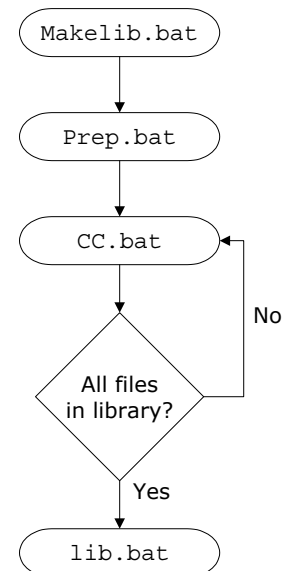 Makelib.bat
Prep.bat
CC.bat
No
All files
in library?
Yes
lib.bat